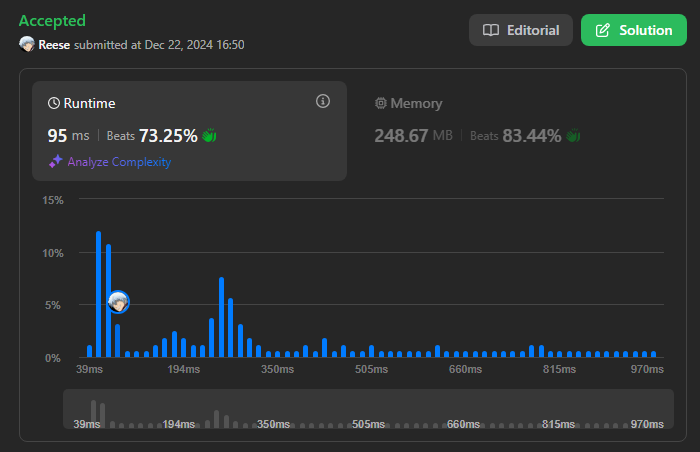 Accepted
Reese submitted at Dec 22, 2024 16:50
Editorial
Solution
Runtime
95 ms | Beats 73.25%
Analyze Complexity
Memory
248.67 MB | Beats 83.44%
15%
10%
5%
0%
39ms 194ms 350ms 505ms 660ms 815ms 970ms
39ms 194ms 350ms 505ms 660ms 815ms 970ms